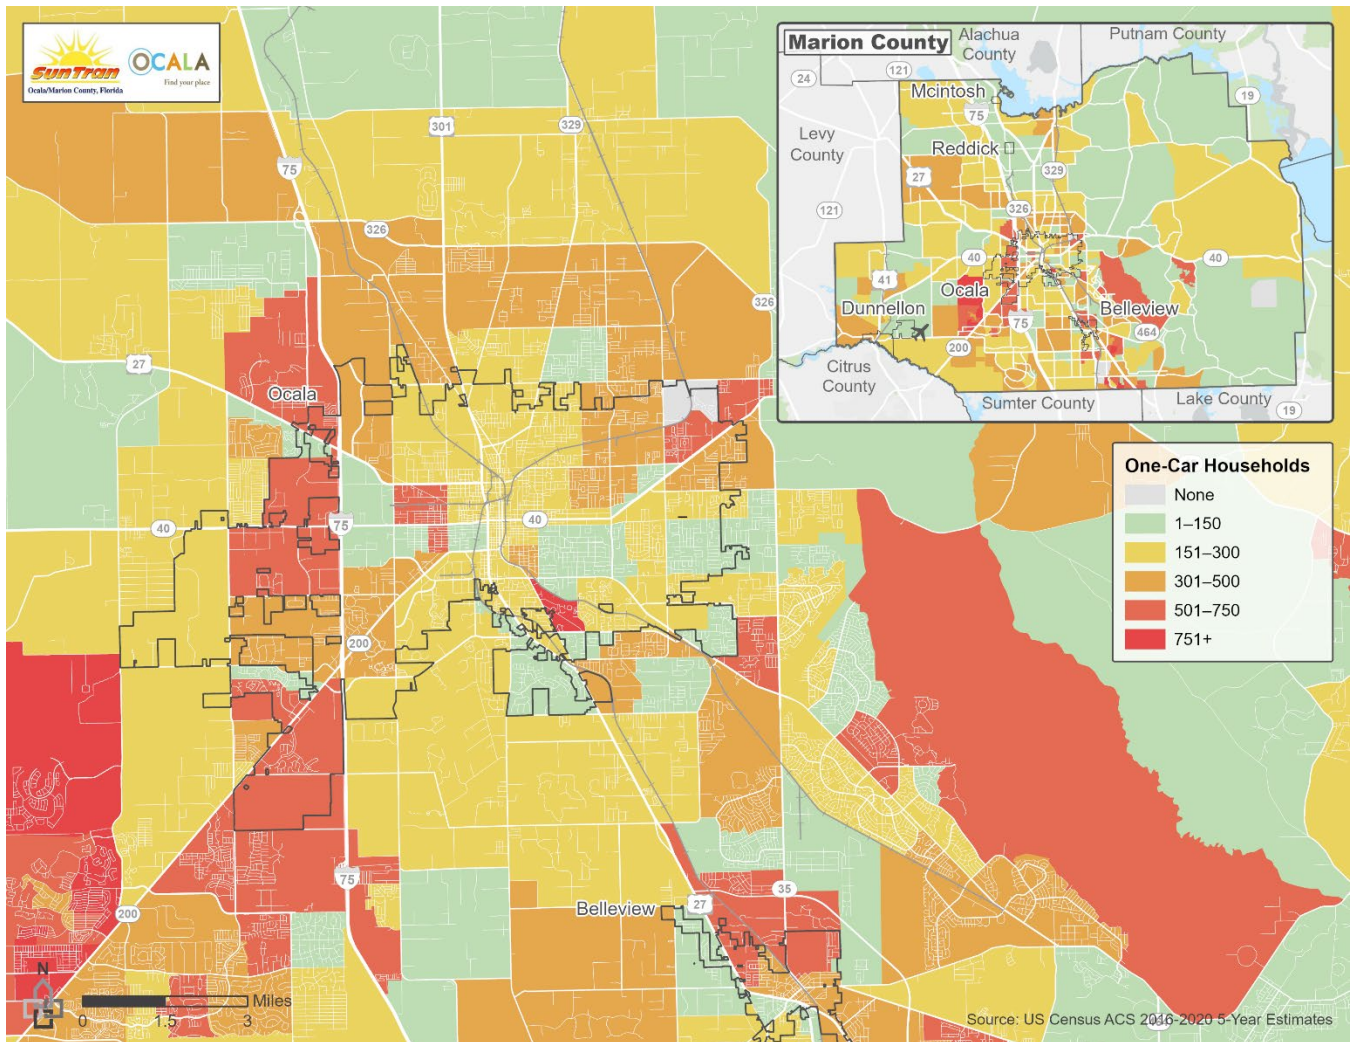 SunTran
Ocala/Marion County, Florida
OCALA
Find your place
Marion County
Alachua
County
Putnam County
24
121
19
Mcintosh
75
Levy
County
Reddick
329
27
121
326
40
40
41
Ocala
Dunnellon
Belleview
75
464
200
Citrus
County
Sumter County
Lake County
19
301
329
75
326
326
27
Ocala
40
75
40
200
One-Car Households
None
1–150
151–300
301–500
501–750
751+
75
35
27
Belleview
200
N
Miles
0
1.5
3
Source: US Census ACS 2016-2020 5-Year Estimates